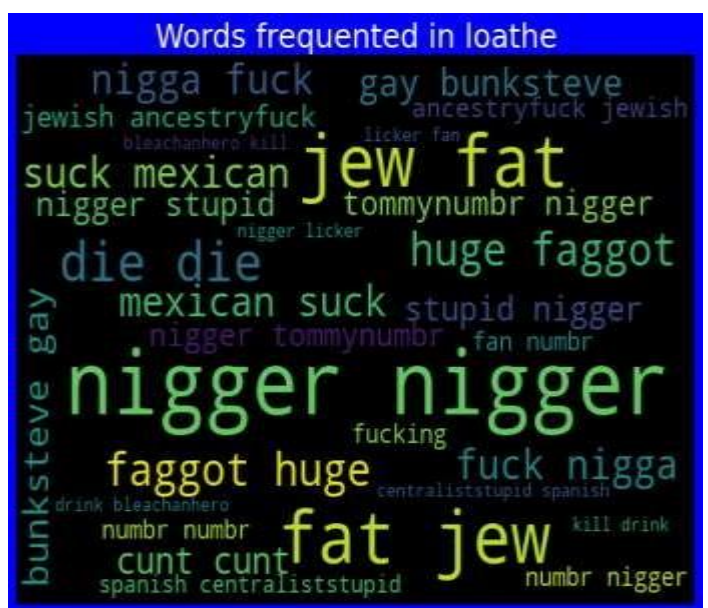 Words frequented in loathe
nigga fuck
gay bunksteve
jewish ancestryfuck
ancestryfuck jewish
bleachanhero kill
licker fan
jew fat
suck mexican
nigger stupid
tommynumbr nigger
nigger licker
die die
huge faggot
mexican suck
stupid nigger
nigger tommynumbr
fan numbr
bunksteve gay
nigger nigger
fucking
faggot huge
fuck nigga
centraliststupid spanish
drink bleachanhero
numbr numbr
fat jew
kill drink
cunt cunt
spanish centraliststupid
numbr nigger